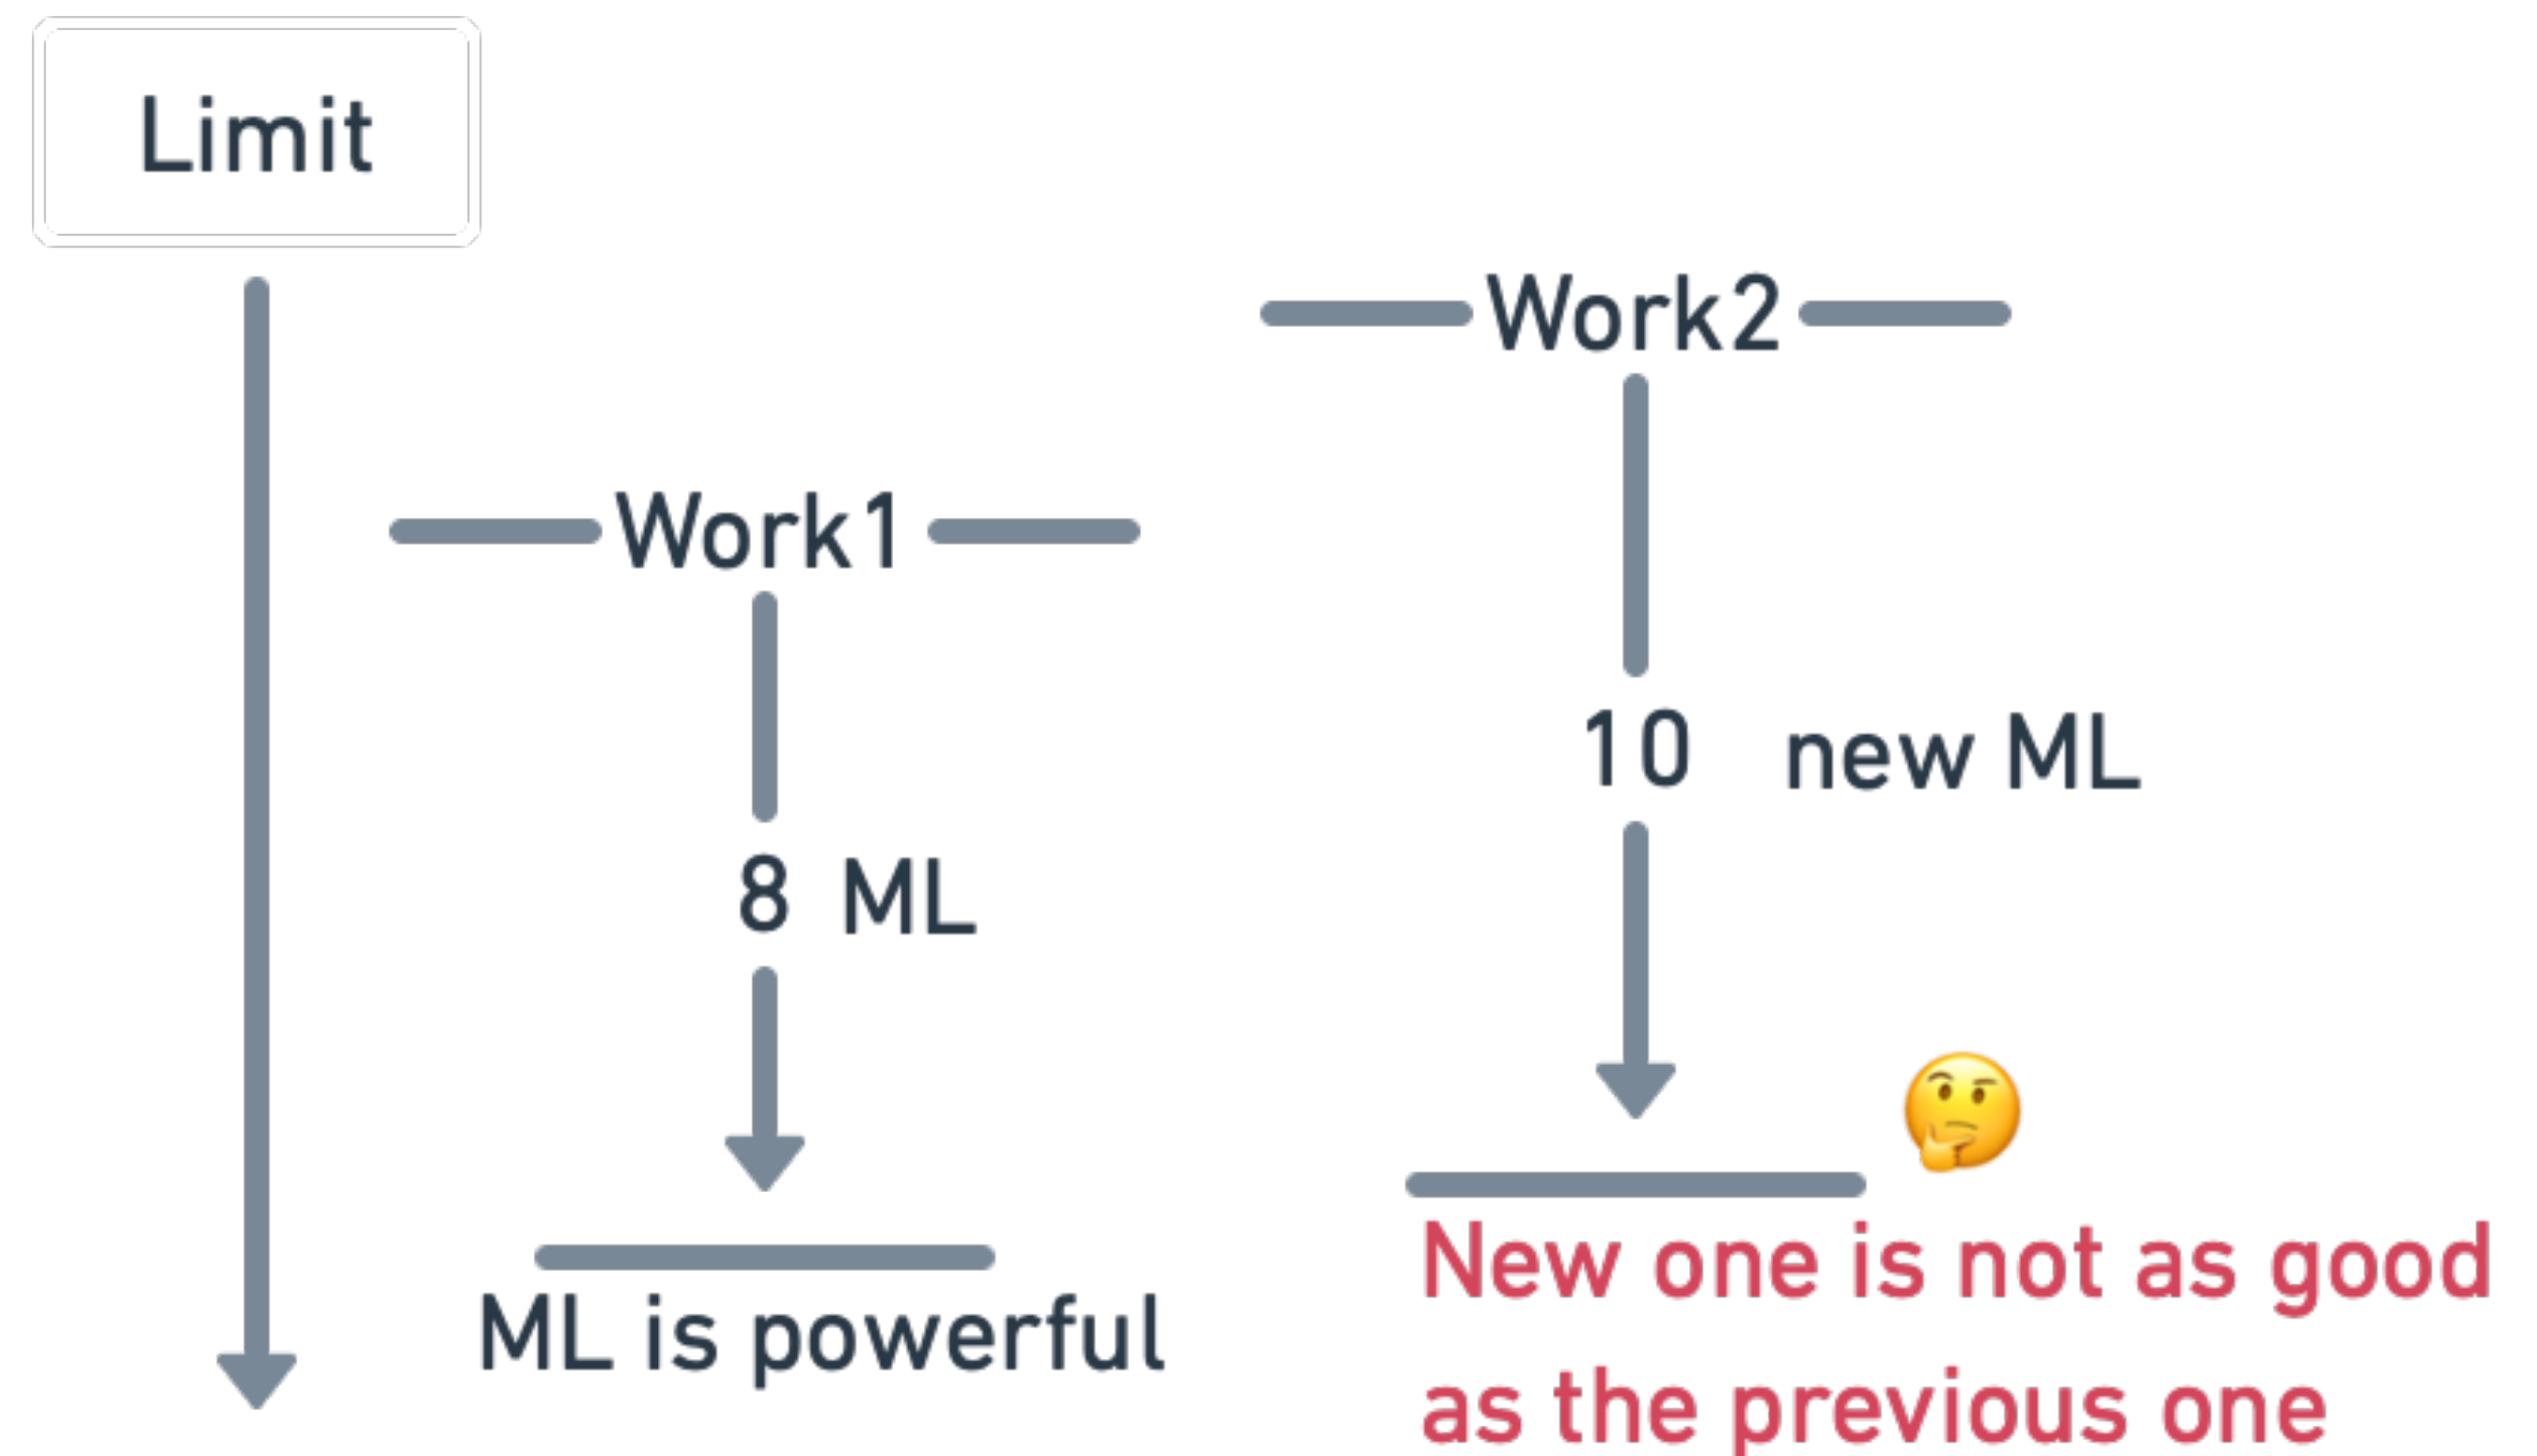 Limit
Work1
8 ML
ML is powerful
Work2
10 new ML
New one is not as good
as the previous one